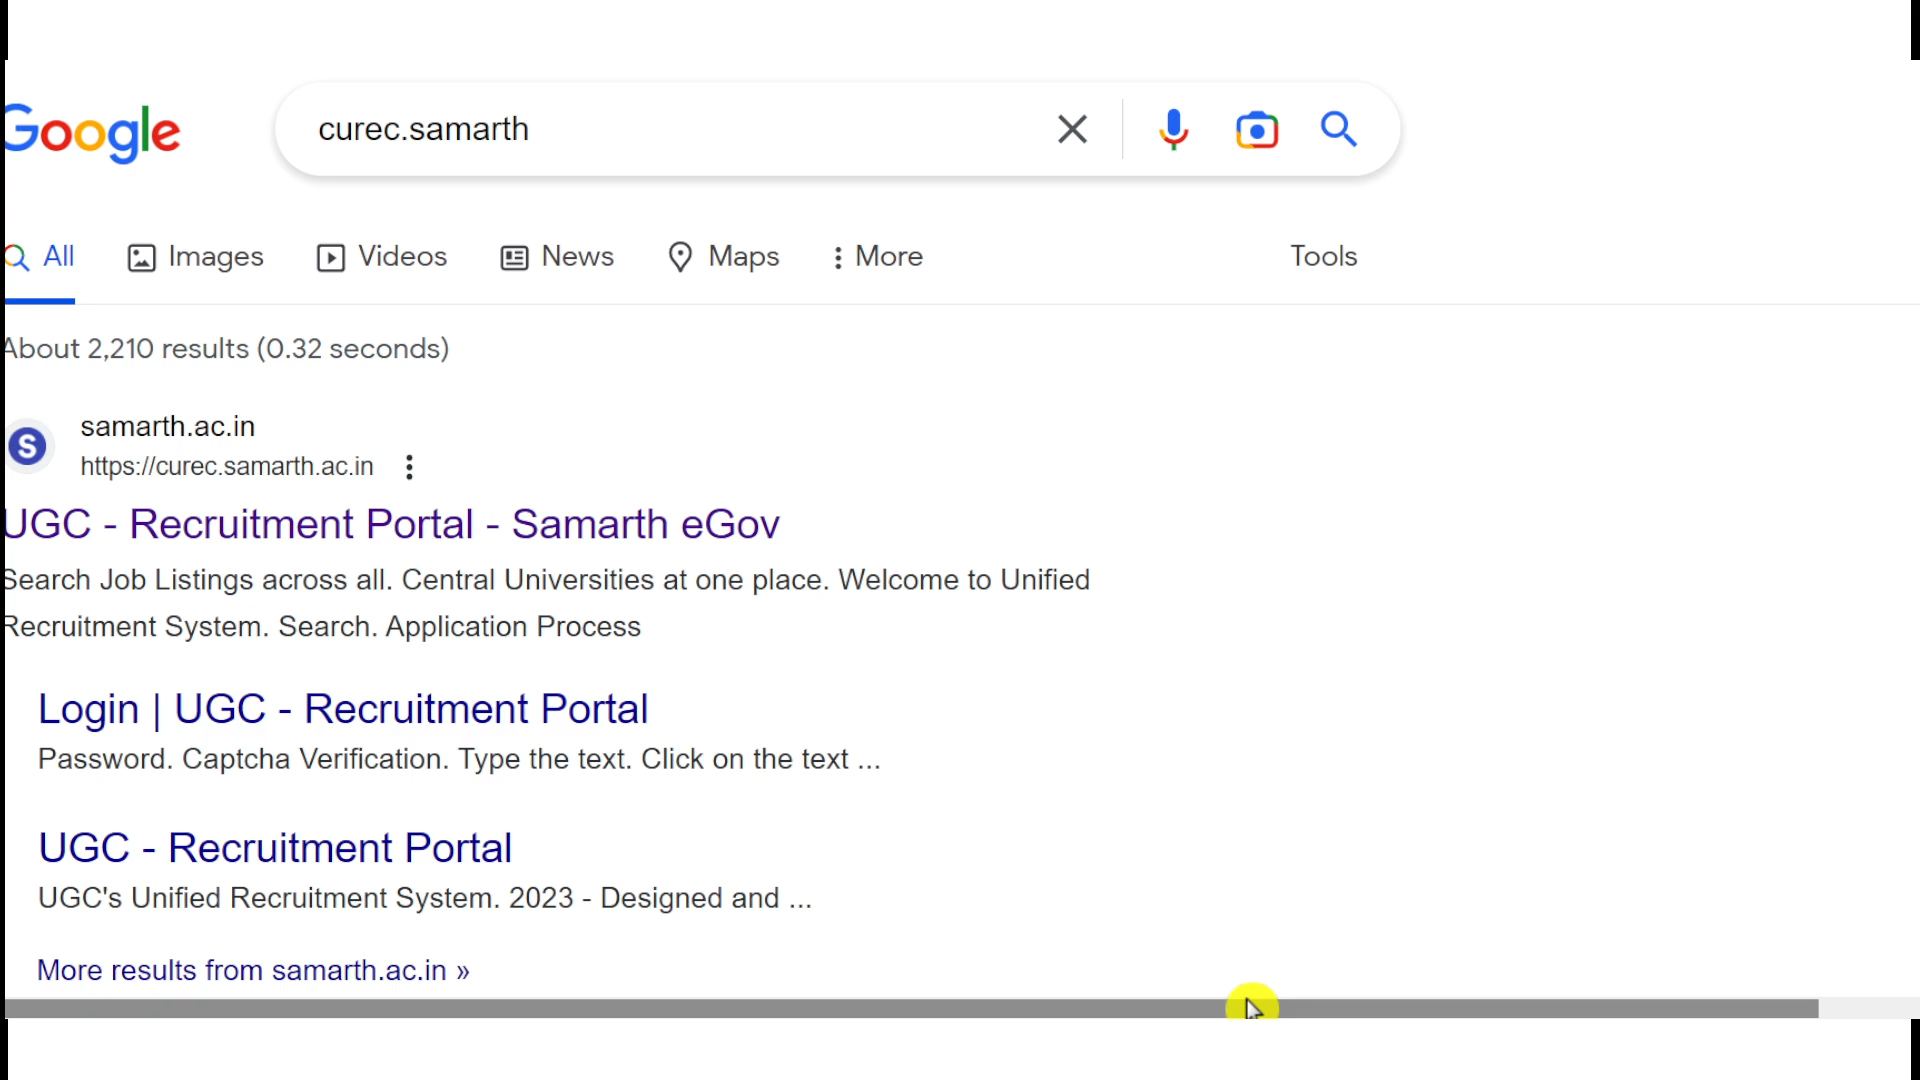 Google
curec.samarth
All Images Videos News Maps More Tools
About 2,210 results (0.32 seconds)
S
samarth.ac.in
https://curec.samarth.ac.in
UGC - Recruitment Portal - Samarth eGov
Search Job Listings across all. Central Universities at one place. Welcome to Unified
Recruitment System. Search. Application Process
Login | UGC - Recruitment Portal
Password. Captcha Verification. Type the text. Click on the text ...
UGC - Recruitment Portal
UGC's Unified Recruitment System. 2023 - Designed and ...
More results from samarth.ac.in »